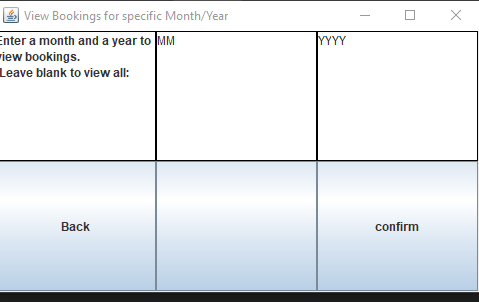 View Bookings for specific Month/Year
Enter a month and a year to
view bookings.
Leave blank to view all:
MM
YYYY
Back
confirm